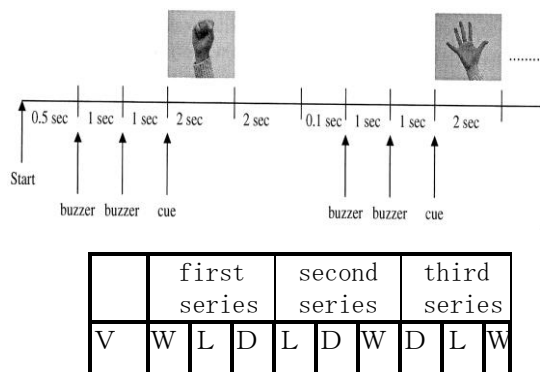 0.5 sec 1 sec 1 sec 2 sec 2 sec 0.1 sec 1 sec 1 sec 2 sec
Start
buzzer buzzer cue buzzer buzzer cue
first second third
series series series
V W L D L D W D L W